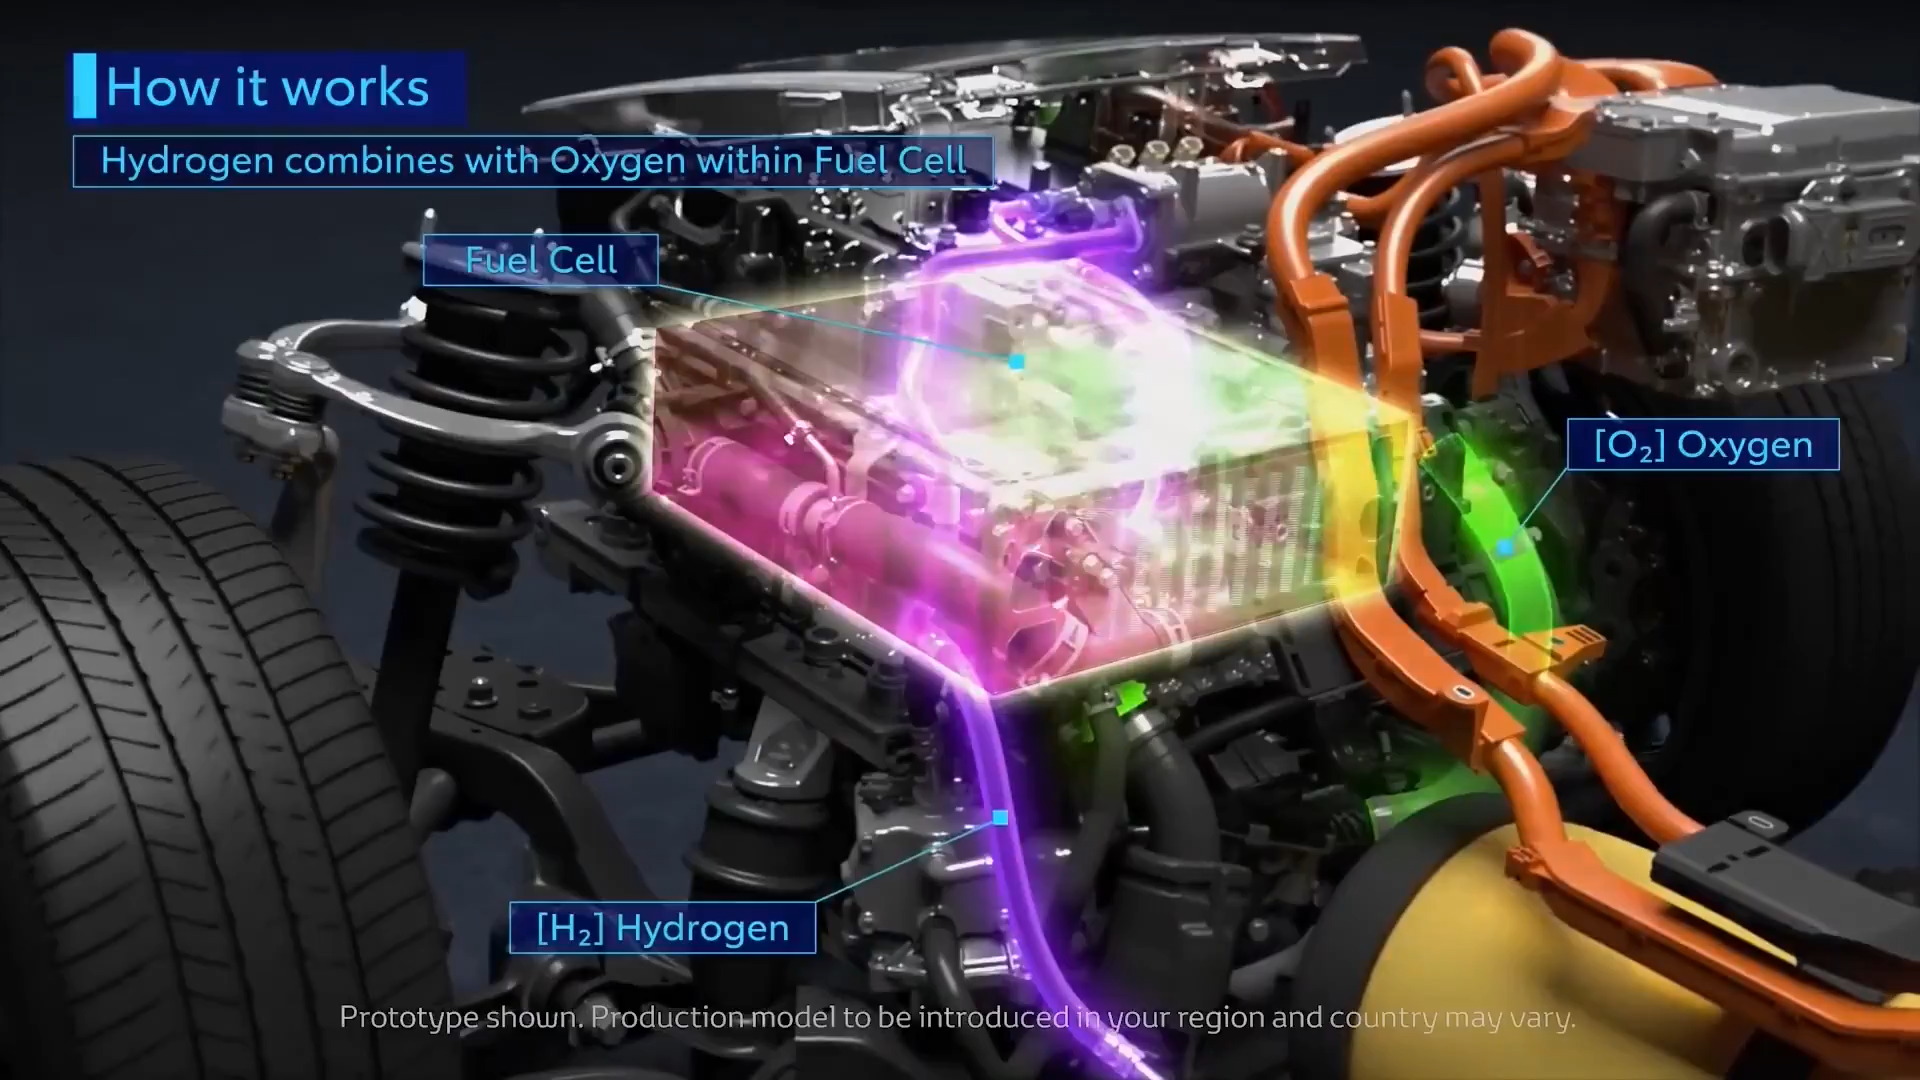 How it works
Hydrogen combines with Oxygen within Fuel Cell
Fuel Cell
[O₂] Oxygen
[H₂] Hydrogen
Prototype shown. Production model to be introduced in your region and country may vary.